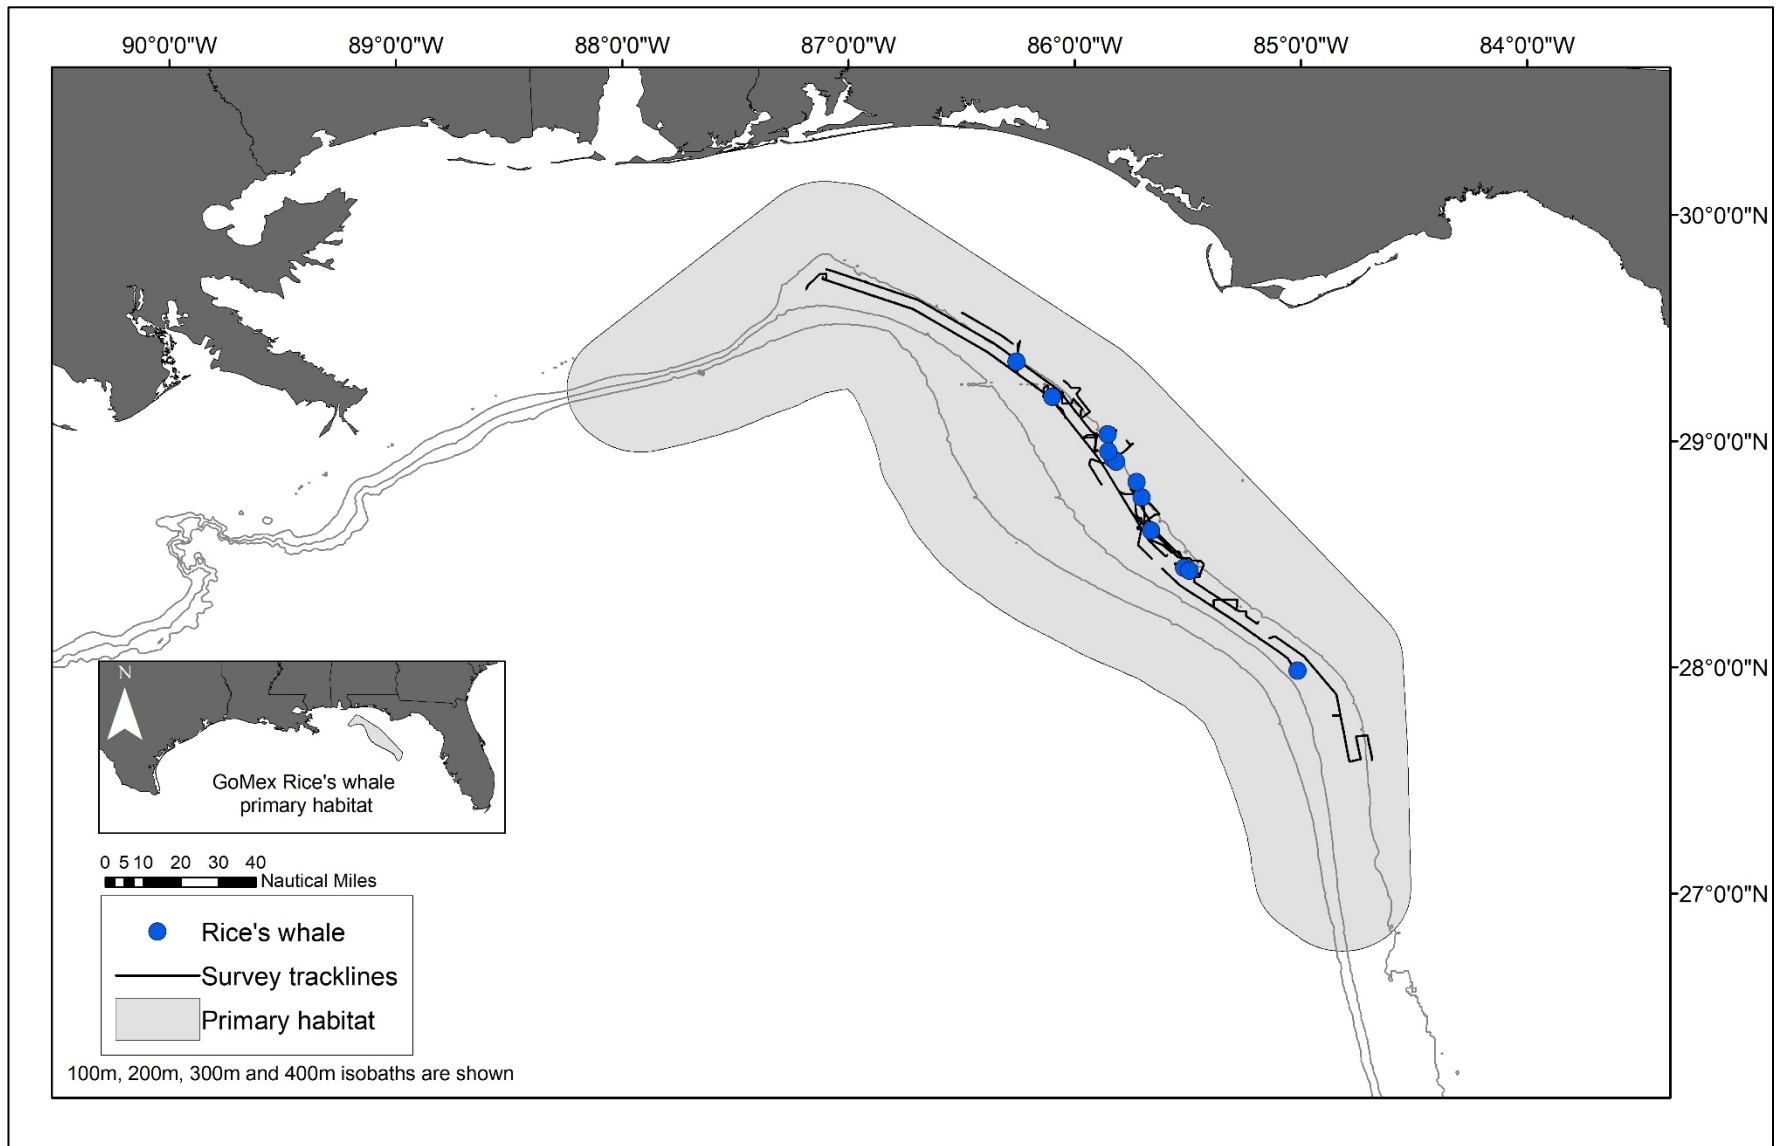 90°0'0"W 89°0'0"W 88°0'0"W 87°0'0"W 86°0'0"W 85°0'0"W 84°0'0"W
30°0'0"N
29°0'0"N
28°0'0"N
27°0'0"N
N
GoMex Rice's whale
primary habitat
0 5 10 20 30 40
Nautical Miles
Rice's whale
Survey tracklines
Primary habitat
100m, 200m, 300m and 400m isobaths are shown